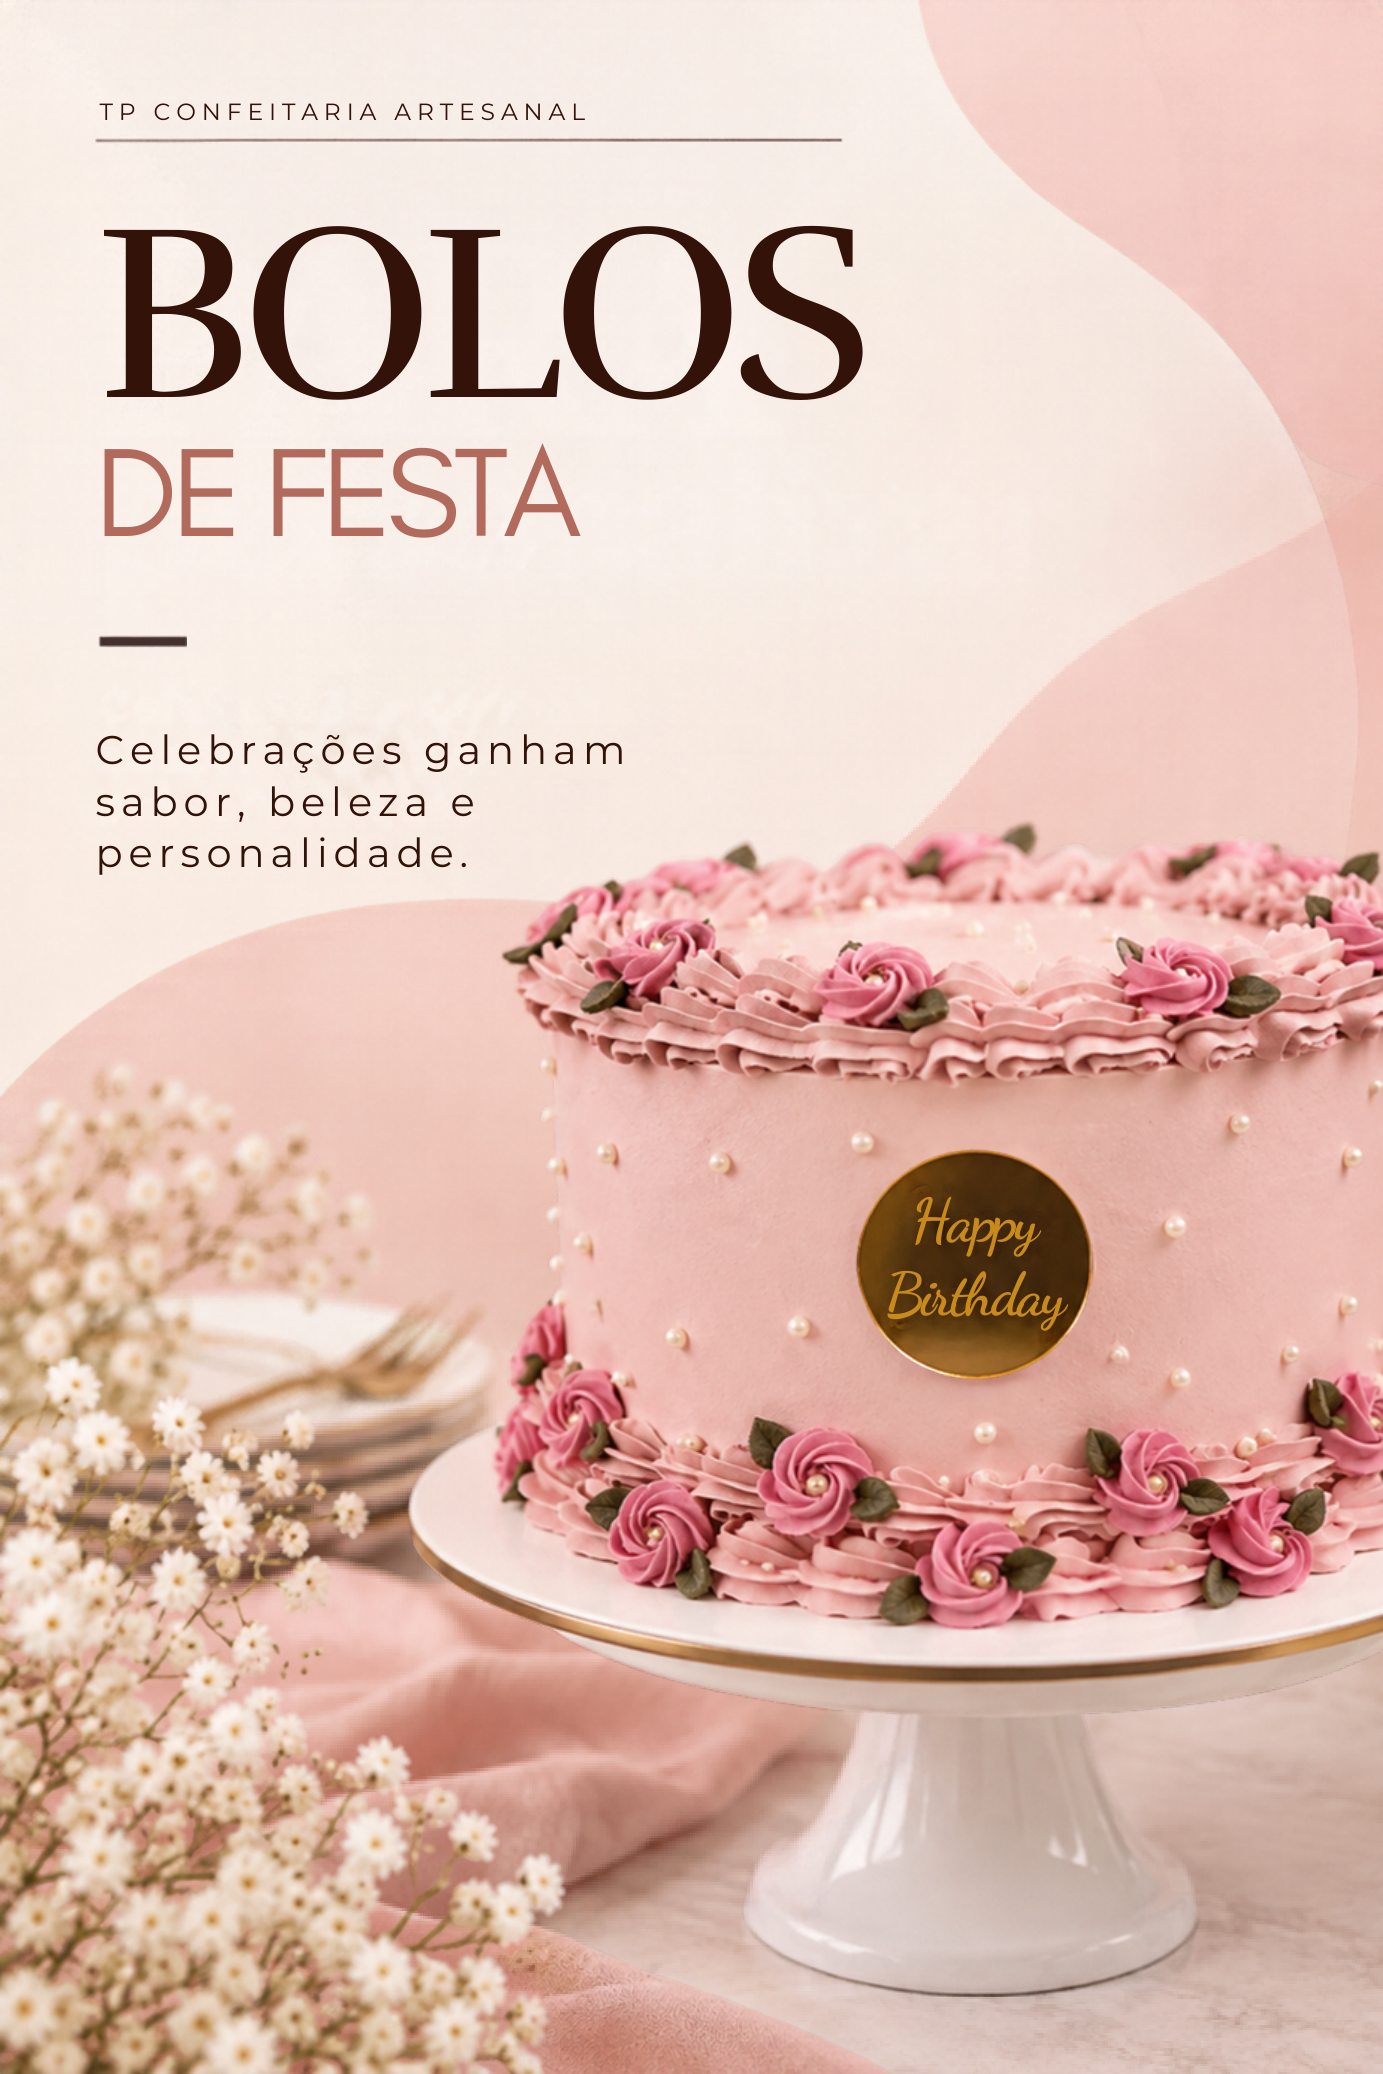 TP CONFEITARIA ARTESANAL
BOLOS
DE FESTA
Celebrações ganham
sabor, beleza e
personalidade.
Happy
Birthday